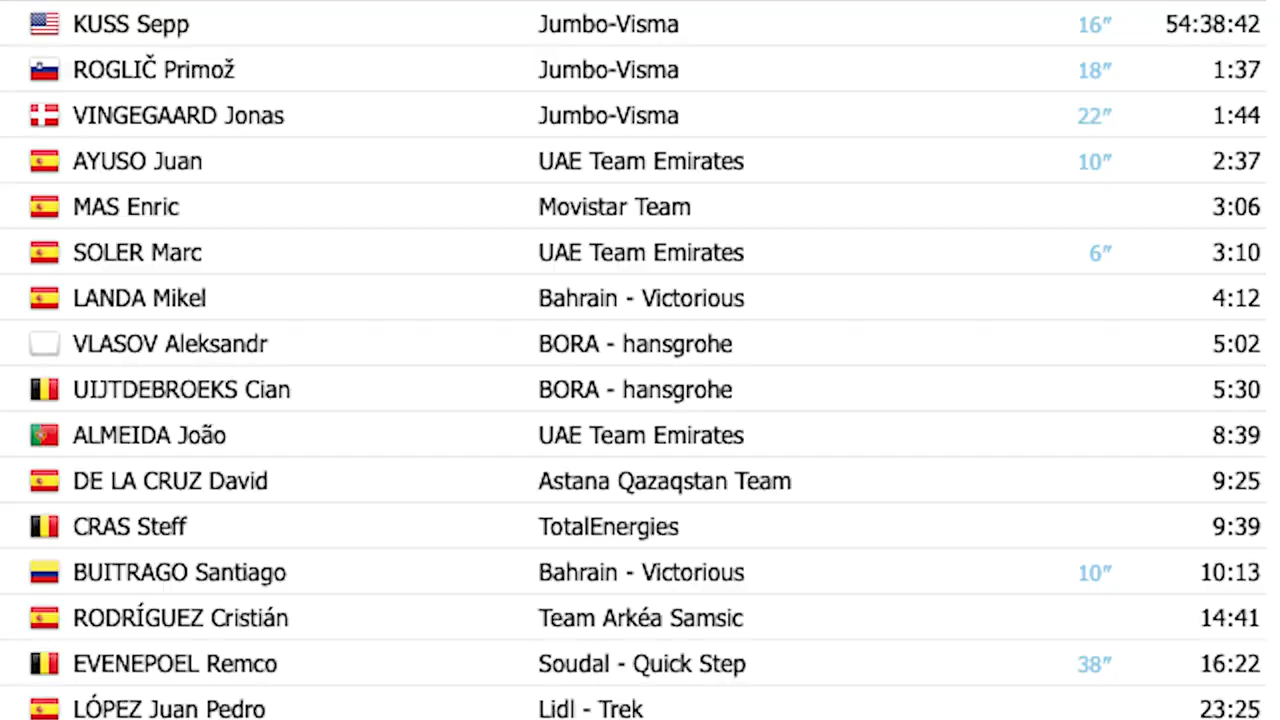 KUSS Sepp Jumbo-Visma 16″ 54:38:42
ROGLIČ Primož Jumbo-Visma 18″ 1:37
VINGEGAARD Jonas Jumbo-Visma 22″ 1:44
AYUSO Juan UAE Team Emirates 10″ 2:37
MAS Enric Movistar Team 3:06
SOLER Marc UAE Team Emirates 6″ 3:10
LANDA Mikel Bahrain - Victorious 4:12
VLASOV Aleksandr BORA - hansgrohe 5:02
UIJTDEBROEKS Cian BORA - hansgrohe 5:30
ALMEIDA João UAE Team Emirates 8:39
DE LA CRUZ David Astana Qazaqstan Team 9:25
CRAS Steff TotalEnergies 9:39
BUITRAGO Santiago Bahrain - Victorious 10″ 10:13
RODRÍGUEZ Cristián Team Arkéa Samsic 14:41
EVENEPOEL Remco Soudal - Quick Step 38″ 16:22
LÓPEZ Juan Pedro Lidl - Trek 23:25